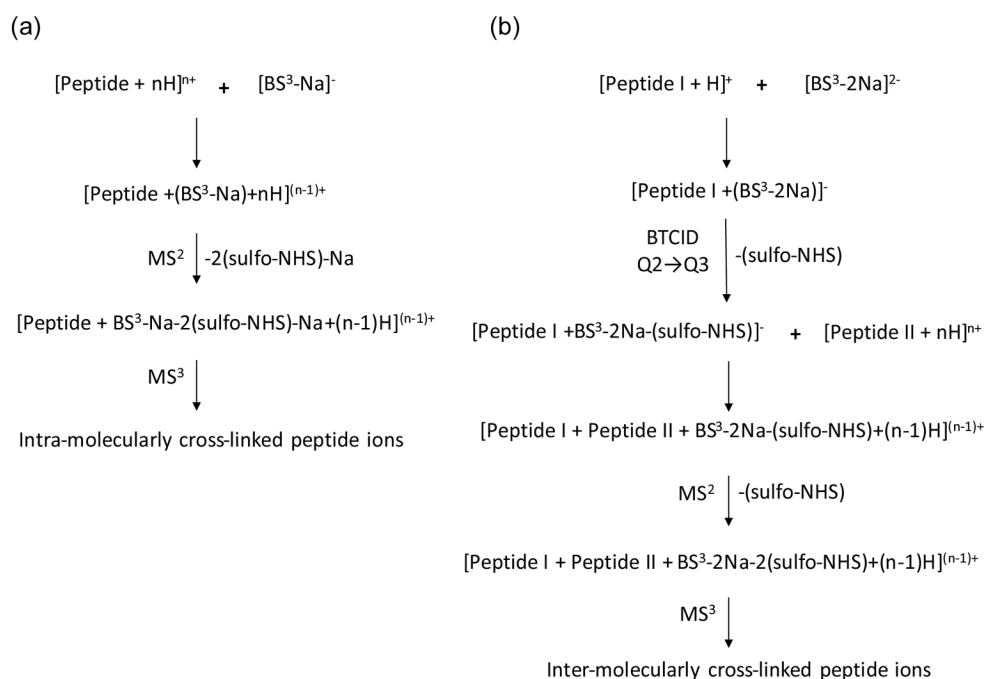 (a)
[Peptide + nH]ⁿ⁺ + [BS³-Na]⁻
[Peptide +(BS³-Na)+nH]⁽ⁿ⁻¹⁾⁺
MS² -2(sulfo-NHS)-Na
[Peptide + BS³-Na-2(sulfo-NHS)-Na+(n-1)H]⁽ⁿ⁻¹⁾⁺
MS³
Intra-molecularly cross-linked peptide ions
(b)
[Peptide I + H]⁺ + [BS³-2Na]²⁻
[Peptide I +(BS³-2Na)]⁻
BTCID
Q2→Q3 -(sulfo-NHS)
[Peptide I +BS³-2Na-(sulfo-NHS)]⁻ + [Peptide II + nH]ⁿ⁺
[Peptide I + Peptide II + BS³-2Na-(sulfo-NHS)+(n-1)H]⁽ⁿ⁻¹⁾⁺
MS² -(sulfo-NHS)
[Peptide I + Peptide II + BS³-2Na-2(sulfo-NHS)+(n-1)H]⁽ⁿ⁻¹⁾⁺
MS³
Inter-molecularly cross-linked peptide ions